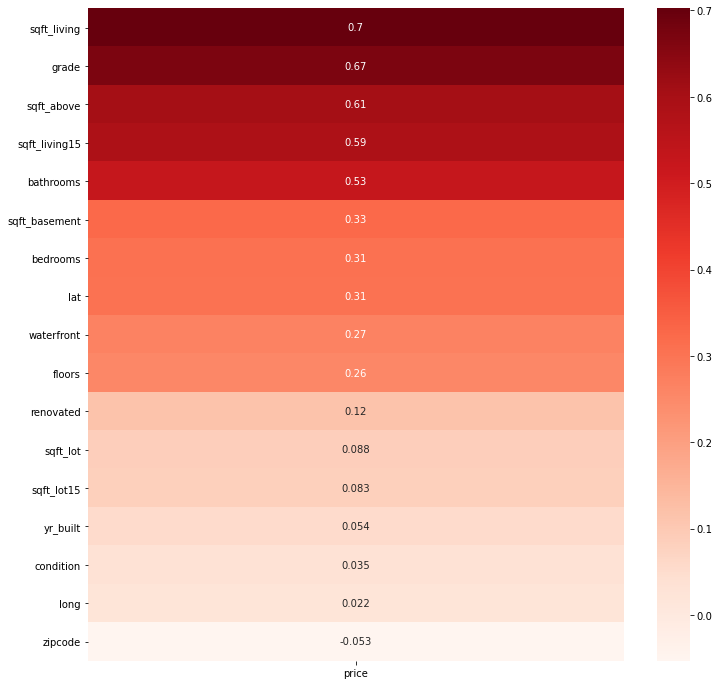 sqft_living 0.7
grade 0.67
sqft_above 0.61
sqft_living15 0.59
bathrooms 0.53
sqft_basement 0.33
bedrooms 0.31
lat 0.31
waterfront 0.27
floors 0.26
renovated 0.12
sqft_lot 0.088
sqft_lot15 0.083
yr_built 0.054
condition 0.035
long 0.022
zipcode -0.053
price
0.7
0.6
0.5
0.4
0.3
0.2
0.1
0.0